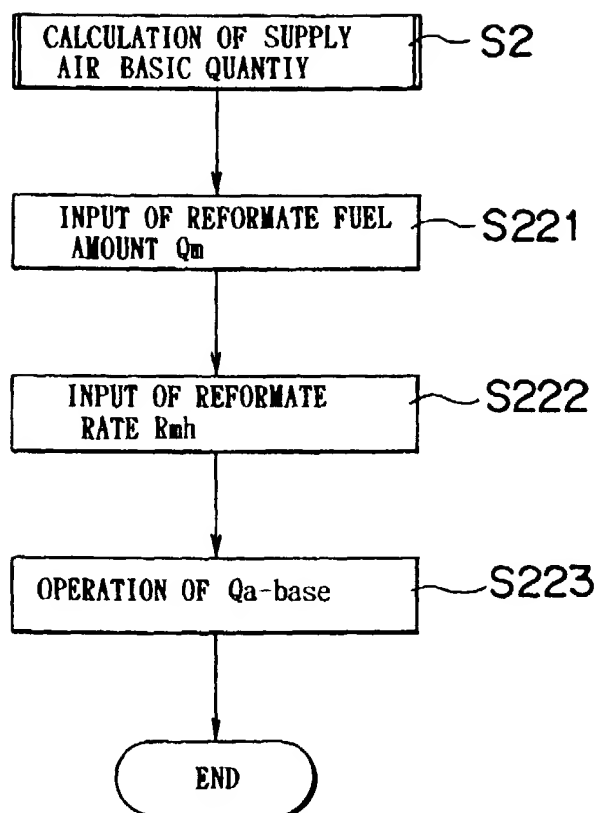 CALCULATION OF SUPPLY
AIR BASIC QUANTIY
S2
INPUT OF REFORMATE FUEL
AMOUNT Qm
S221
INPUT OF REFORMATE
RATE Rmh
S222
OPERATION OF Qa-base
S223
END